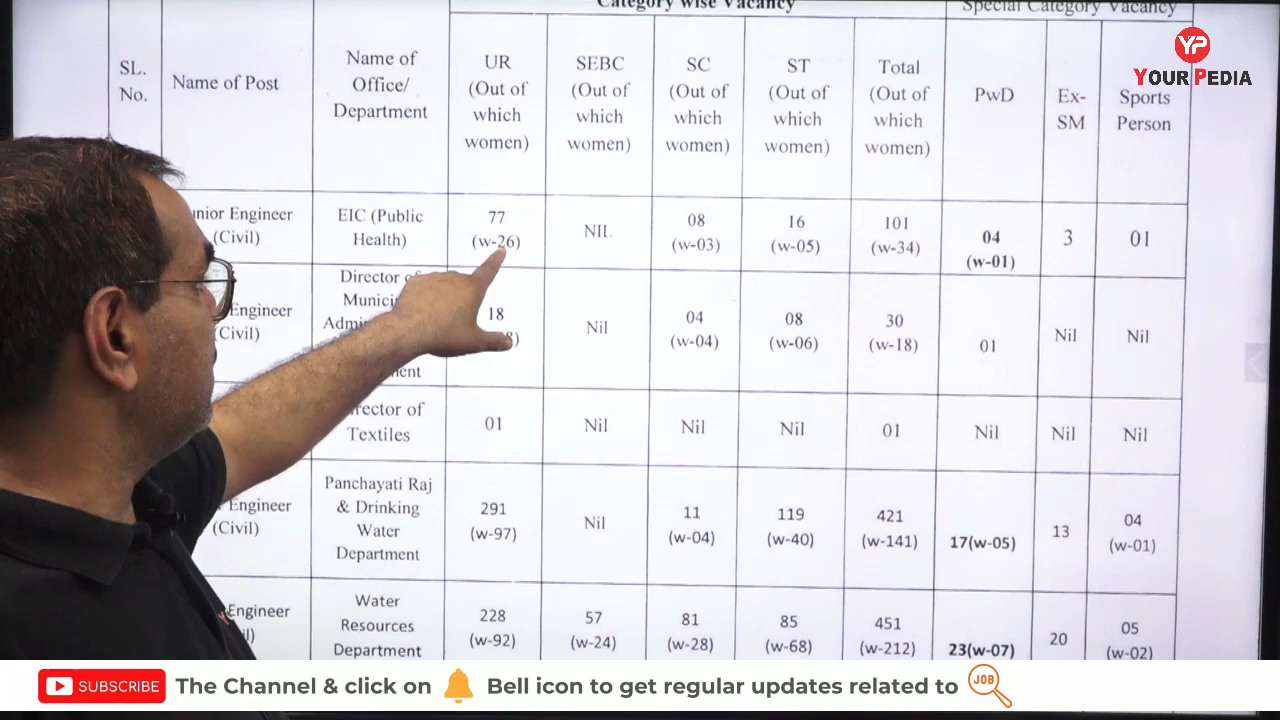 Category wise Vacancy
Special Category Vacancy
YP
YOUR PEDIA
SL.
No.
Name of Post
Name of
Office/
Department
UR
(Out of
which
women)
SEBC
(Out of
which
women)
SC
(Out of
which
women)
ST
(Out of
which
women)
Total
(Out of
which
women)
PwD
Ex-
SM
Sports
Person
nior Engineer
(Civil)
EIC (Public
Health)
77
(w-26)
NIL
08
(w-03)
16
(w-05)
101
(w-34)
04
(w-01)
3
01
Engineer
(Civil)
Director of
18
Nil
04
(w-04)
08
(w-06)
30
(w-18)
01
Nil
Nil
rector of
Textiles
01
Nil
Nil
Nil
01
Nil
Nil
Nil
Engineer
(Civil)
Panchayati Raj
& Drinking
Water
Department
291
(w-97)
Nil
11
(w-04)
119
(w-40)
421
(w-141)
17(w-05)
13
04
(w-01)
Engineer
Water
Resources
Department
228
(w-92)
57
(w-24)
81
(w-28)
85
(w-68)
451
(w-212)
23(w-07)
20
05
(w-02)
SUBSCRIBE The Channel & click on Bell icon to get regular updates related to JOB